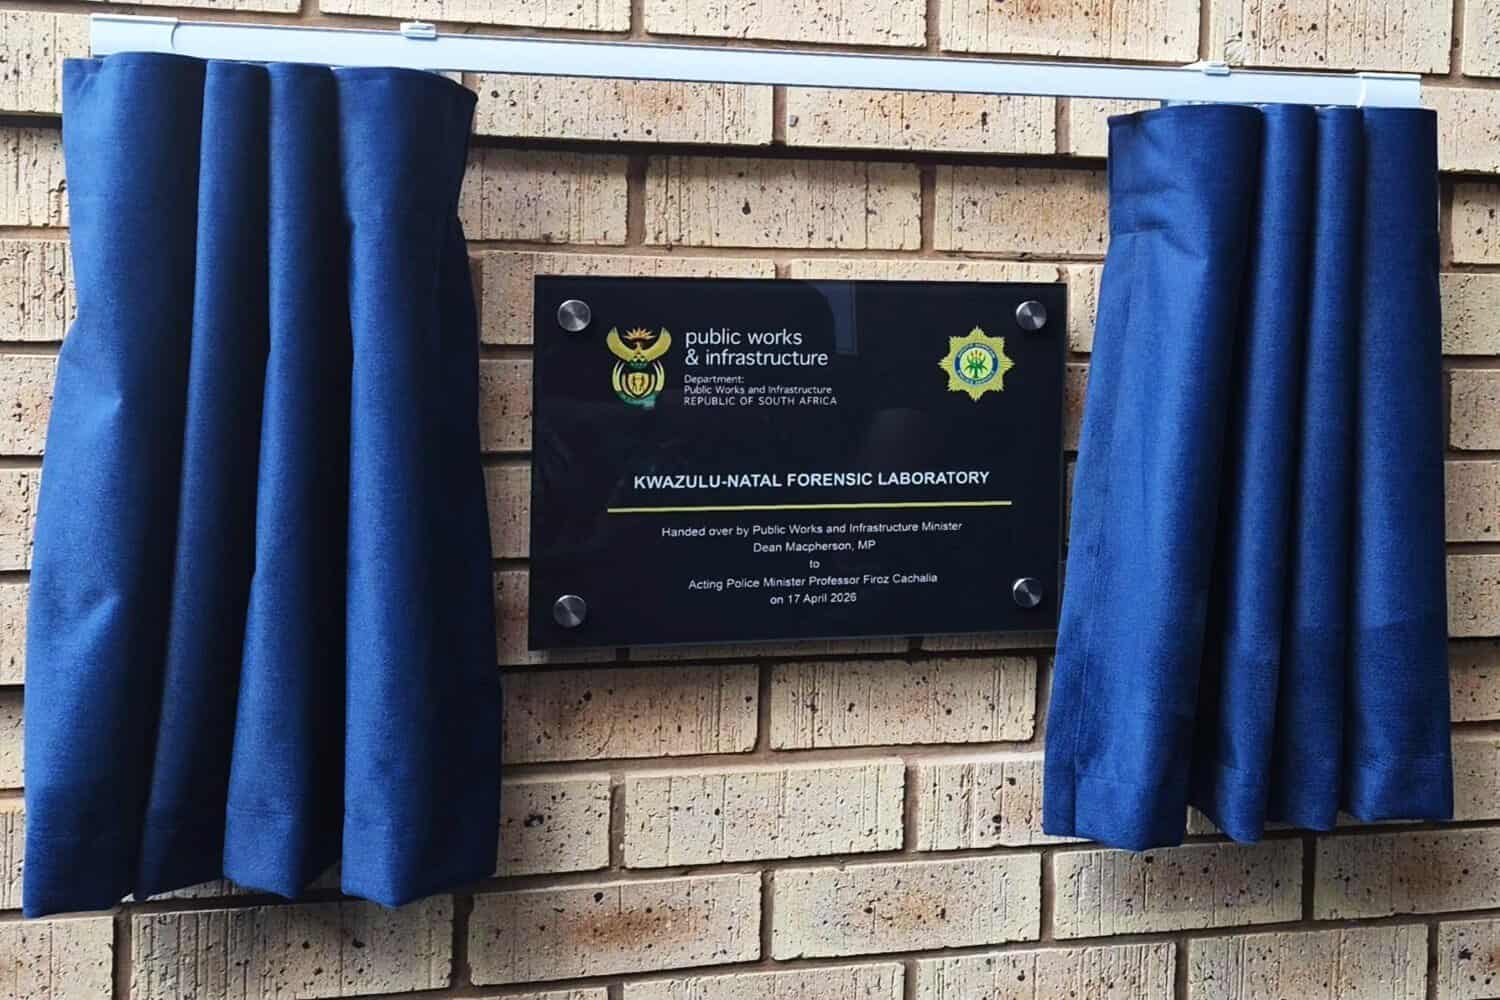 public works
& infrastructure
Department:
Public Works and Infrastructure
REPUBLIC OF SOUTH AFRICA
KWAZULU-NATAL FORENSIC LABORATORY
Handed over by Public Works and Infrastructure Minister
Dean Macpherson, MP
to
Acting Police Minister Professor Firoz Cachalia
on 17 April 2026